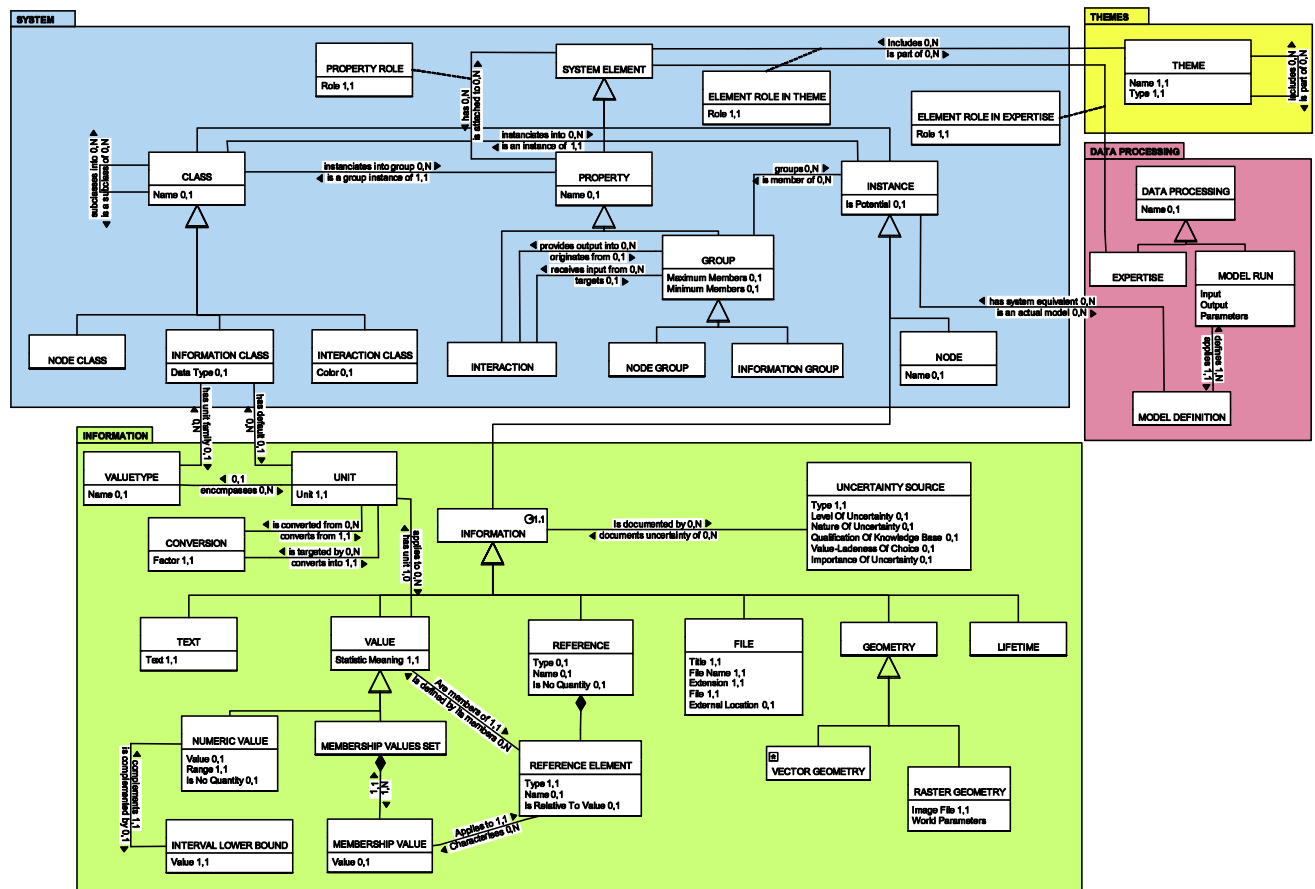 SYSTEM
THEMES
PROPERTY ROLE
Role 1,1
◄ has 0,N
is attached to 0,N ►
SYSTEM ELEMENT
◄ Includes 0,N
Is part of 0,N ►
ELEMENT ROLE IN THEME
Role 1,1
THEME
Name 1,1
Type 1,1
includes 0,N
is part of 0,N
ELEMENT ROLE IN EXPERTISE
Role 1,1
subclasses into 0,N
is a subclass of 0,N
CLASS
Name 0,1
instanciates into 0,N ►
◄ is an instance of 1,1
instanciates into group 0,N ►
◄ is a group instance of 1,1
PROPERTY
Name 0,1
groups 0,N ►
◄ is member of 0,N
INSTANCE
Is Potential 0,1
DATA PROCESSING
DATA PROCESSING
Name 0,1
◄ provides output into 0,N
originates from 0,1 ►
◄ receives input from 0,N
targets 0,1 ►
GROUP
Maximum Members 0,1
Minimum Members 0,1
EXPERTISE
MODEL RUN
Input
Output
Parameters
◄ has system equivalent 0,N
is an actual model 0,N ►
applies 1,1
defines 1,N
NODE CLASS
INFORMATION CLASS
Data Type 0,1
INTERACTION CLASS
Color 0,1
INTERACTION
NODE GROUP
INFORMATION GROUP
NODE
Name 0,1
MODEL DEFINITION
0,N
has unit family 0,1
0,N
has default 0,1
INFORMATION
VALUETYPE
Name 0,1
◄ 0,1
encompasses 0,N ►
UNIT
Unit 1,1
CONVERSION
Factor 1,1
◄ is converted from 0,N
converts from 1,1 ►
◄ is targeted by 0,N
converts into 1,1 ►
applies to 0,N
has unit 1,0
1,1
INFORMATION
Is documented by 0,N ►
◄ documents uncertainty of 0,N
UNCERTAINTY SOURCE
Type 1,1
Level Of Uncertainty 0,1
Nature Of Uncertainty 0,1
Qualification Of Knowledge Base 0,1
Value-Ladeness Of Choice 0,1
Importance Of Uncertainty 0,1
TEXT
Text 1,1
VALUE
Statistic Meaning 1,1
REFERENCE
Type 0,1
Name 0,1
Is No Quantity 0,1
FILE
Title 1,1
File Name 1,1
Extension 1,1
File 1,1
External Location 0,1
GEOMETRY
LIFETIME
Are members of 1,1 ►
◄ Is defined by its members 0,N
is complemented by 0,1
complements 1,1
NUMERIC VALUE
Value 0,1
Range 1,1
Is No Quantity 0,1
MEMBERSHIP VALUES SET
1,1
1,N
REFERENCE ELEMENT
Type 1,1
Name 0,1
Is Relative To Value 0,1
VECTOR GEOMETRY
RASTER GEOMETRY
Image File 1,1
World Parameters
INTERVAL LOWER BOUND
Value 1,1
MEMBERSHIP VALUE
Value 0,1
Applies to 1,1 ►
◄ Characterises 0,N